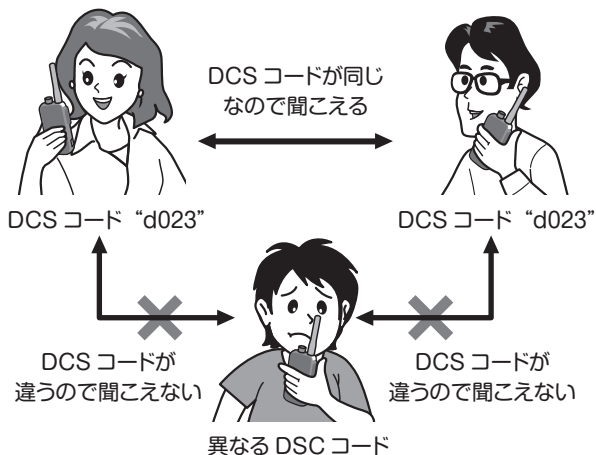 DCS コードが同じ
なので聞こえる
DCS コード “d023”
DCS コード “d023”
DCS コードが
違うので聞こえない
DCS コードが
違うので聞こえない
異なる DSC コード